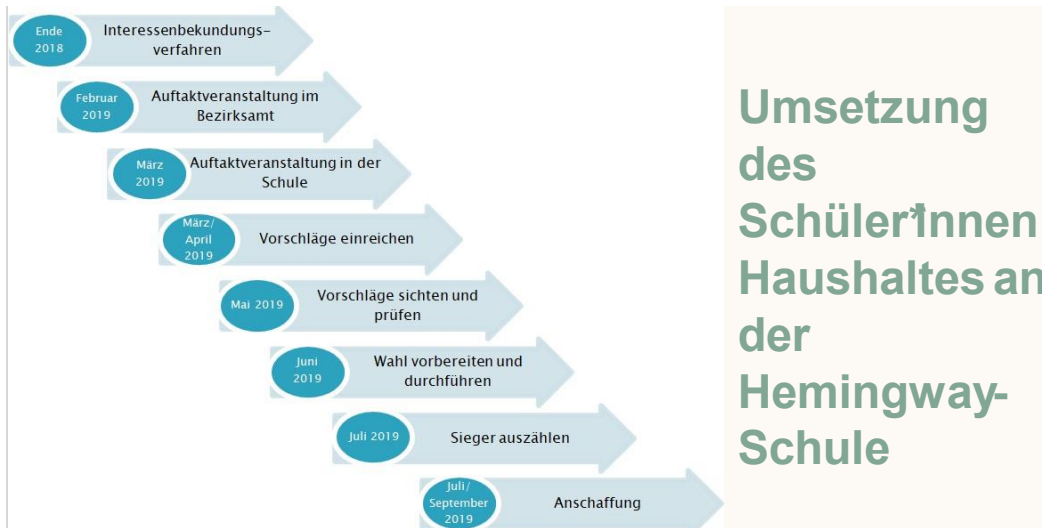 Ende
2018
Interessenbekundungs-
verfahren
Februar
2019
Auftaktveranstaltung im
Bezirksamt
März
2019
Auftaktveranstaltung in der
Schule
März/
April
2019
Vorschläge einreichen
Mai 2019
Vorschläge sichten und
prüfen
Juni
2019
Wahl vorbereiten und
durchführen
Juli 2019
Sieger auszählen
Juli/
September
2019
Anschaffung
Umsetzung
des
Schüler*Innen
Haushaltes an
der
Hemingway-
Schule